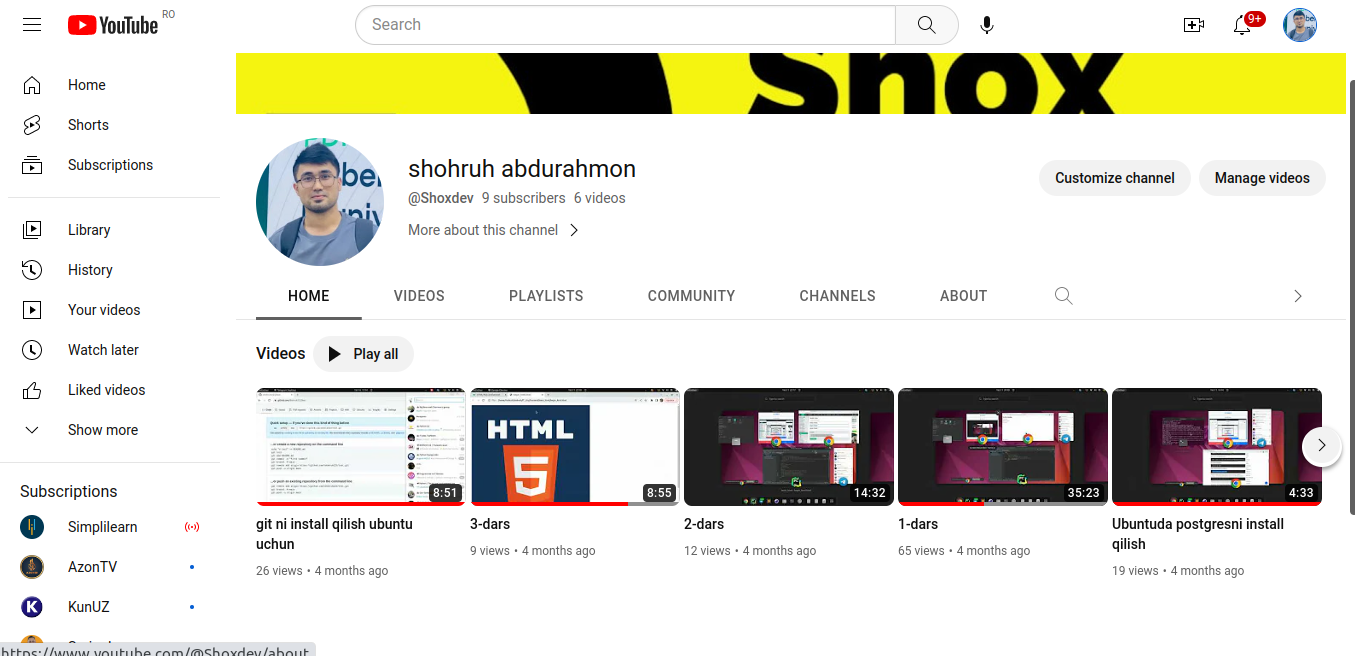 YouTube RO
Search
9+
Home
Shorts
Subscriptions
Library
History
Your videos
Watch later
Liked videos
Show more
Subscriptions
Simplilearn
AzonTV
KunUZ
Shox
shohruh abdurahmon
@Shoxdev 9 subscribers 6 videos
More about this channel
Customize channel
Manage videos
HOME VIDEOS PLAYLISTS COMMUNITY CHANNELS ABOUT
Videos Play all
HTML
8:51
8:55
14:32
35:23
4:33
git ni install qilish ubuntu
uchun
26 views • 4 months ago
3-dars
9 views • 4 months ago
2-dars
12 views • 4 months ago
1-dars
65 views • 4 months ago
Ubuntuda postgresni install
qilish
19 views • 4 months ago
https://www.youtube.com/@Shoxdev/about